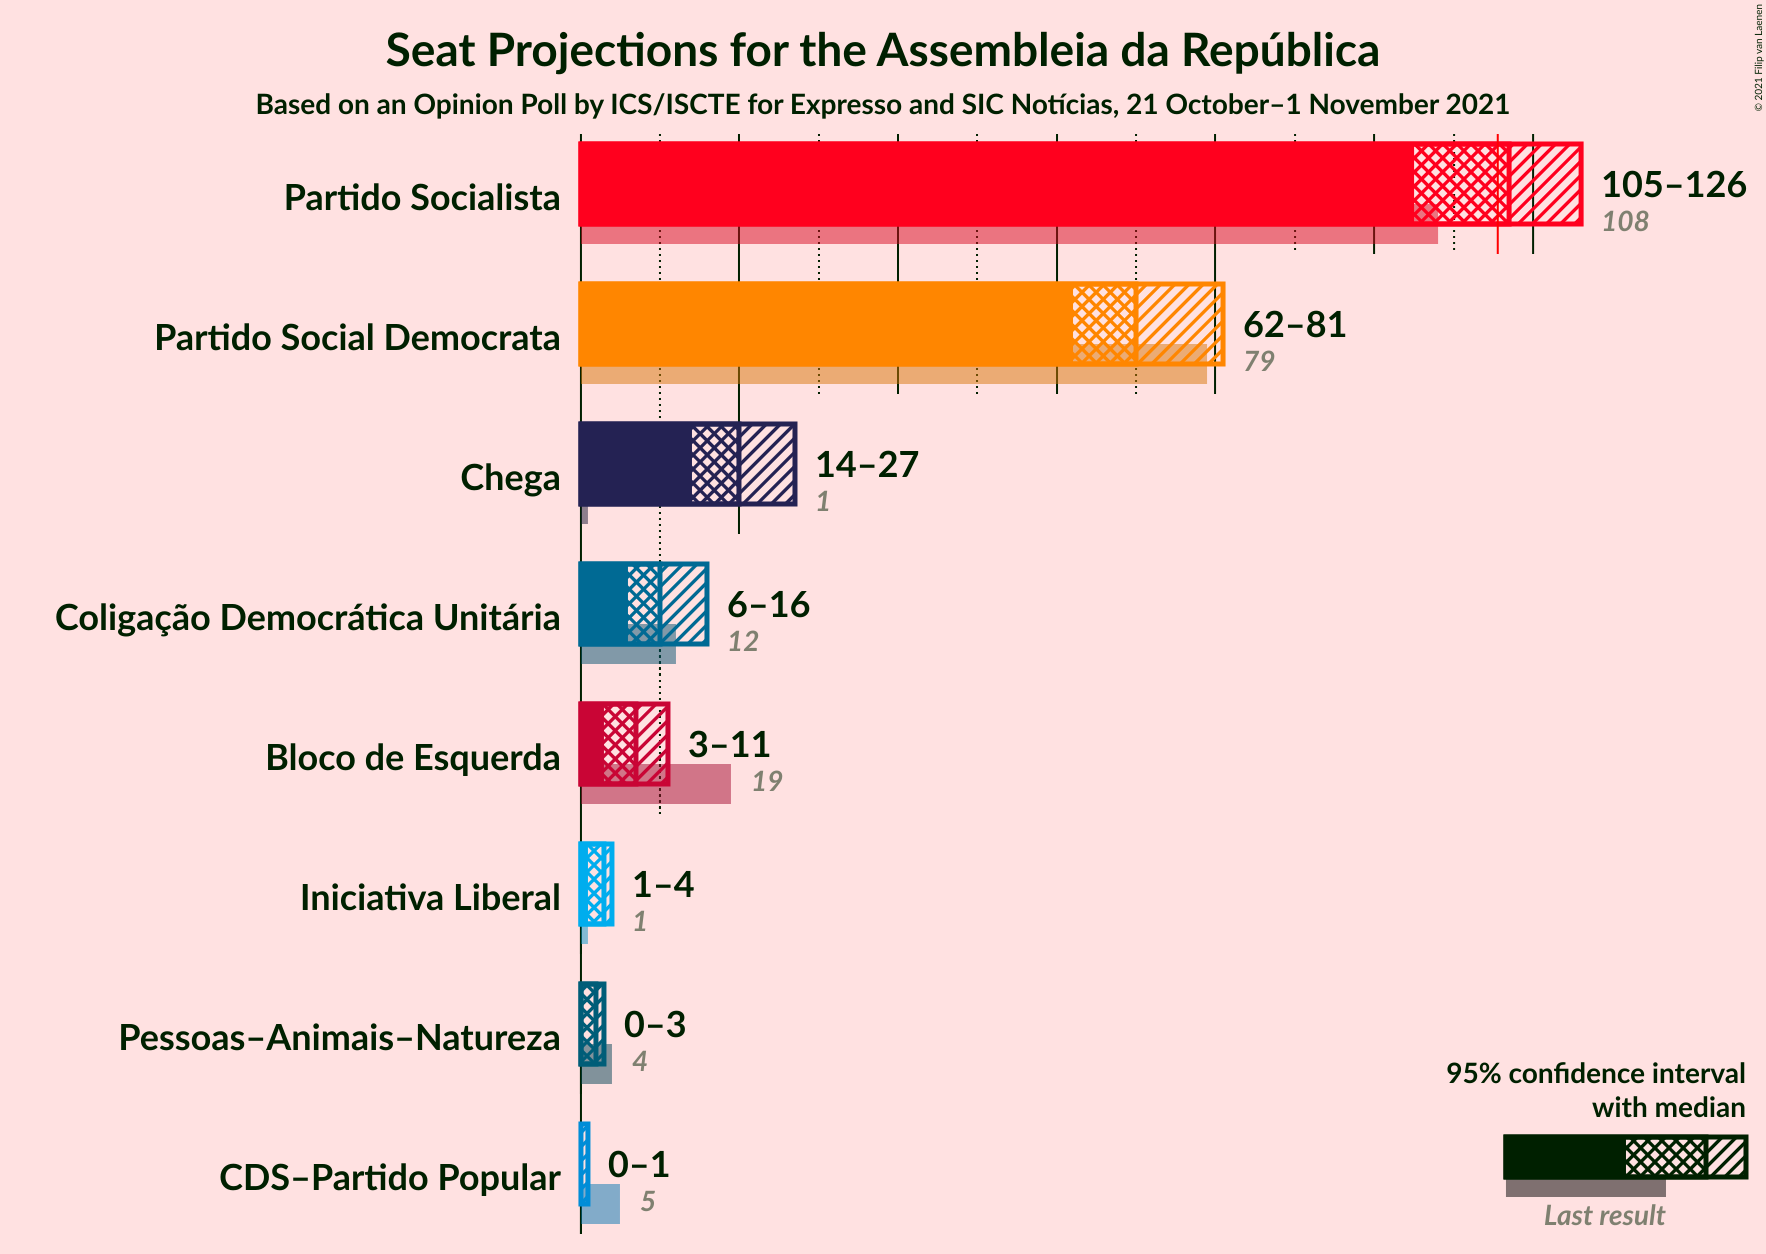 Seat Projections for the Assembleia da República
Based on an Opinion Poll by ICS/ISCTE for Expresso and SIC Notícias, 21 October–1 November 2021
© 2021 Filip van Laenen
Partido Socialista
105–126
108
Partido Social Democrata
62–81
79
Chega
14–27
1
Coligação Democrática Unitária
6–16
12
Bloco de Esquerda
3–11
19
Iniciativa Liberal
1–4
1
Pessoas–Animais–Natureza
0–3
4
CDS–Partido Popular
0–1
5
95% confidence interval
with median
Last result